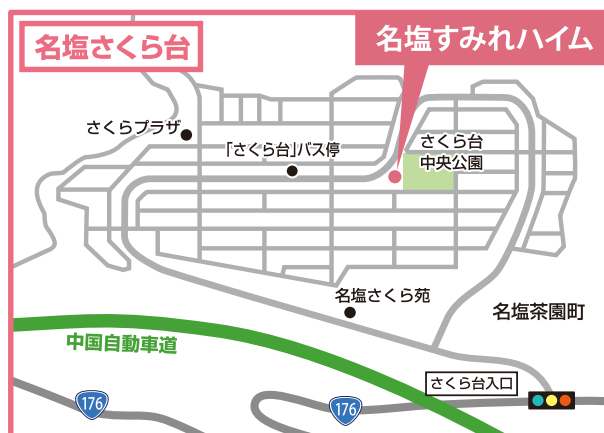 名塩さくら台
名塩すみれハイム
さくらプラザ
「さくら台」バス停
さくら台
中央公園
名塩さくら苑
名塩茶園町
中国自動車道
さくら台入口
176
176